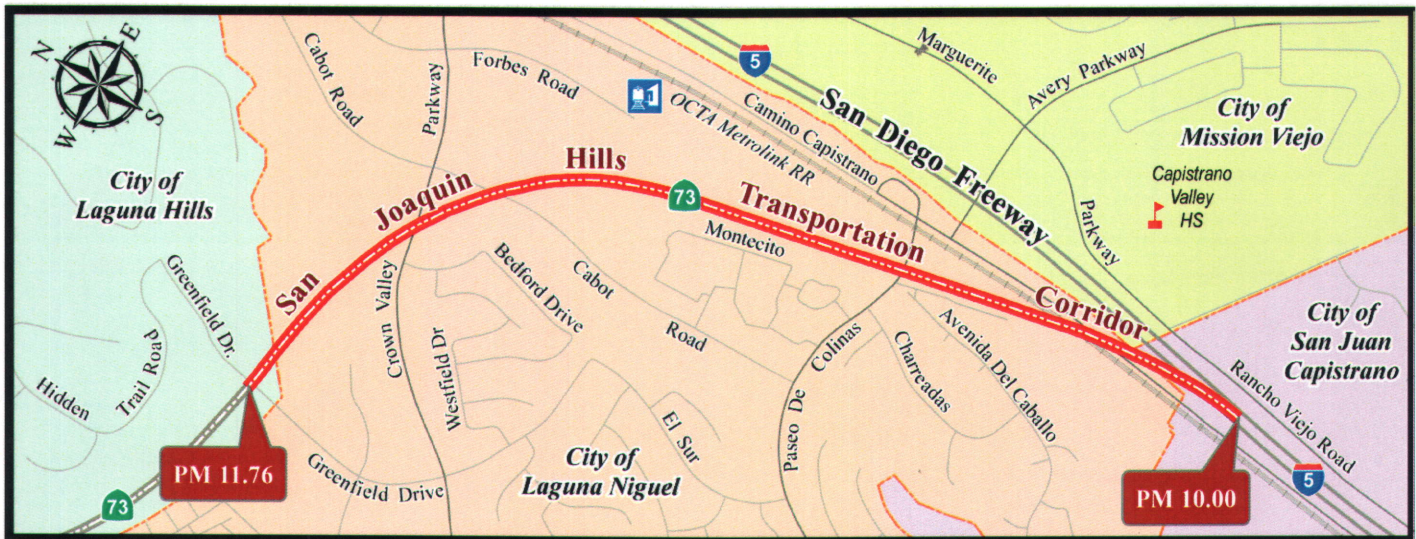 N
E
S
W
City of
Laguna Hills
Greenfield Dr.
Hidden
Trail Road
73
PM 11.76
Cabot Road
Parkway
Forbes Road
OCTA Metrolink RR
Camino Capistrano
5
San Diego Freeway
Marguerite
Parkway
Avery Parkway
City of
Mission Viejo
Capistrano
Valley
HS
San Joaquin Hills
73
Transportation Corridor
Crown Valley
Westfield Dr
Bedford Drive
Cabot
Road
Montecito
Paseo De
Colinas
Charreadas
Avenida Del Caballo
El Sur
Greenfield Drive
City of
Laguna Niguel
City of
San Juan
Capistrano
Rancho Viejo Road
5
PM 10.00